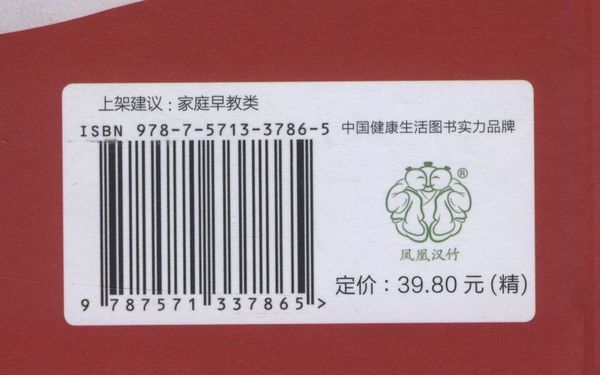 上架建议：家庭早教类
ISBN 978-7-5713-3786-5
中国健康生活图书实力品牌
®
凤凰汉竹
定价：39.80 元 (精)
9 787571 337865 >